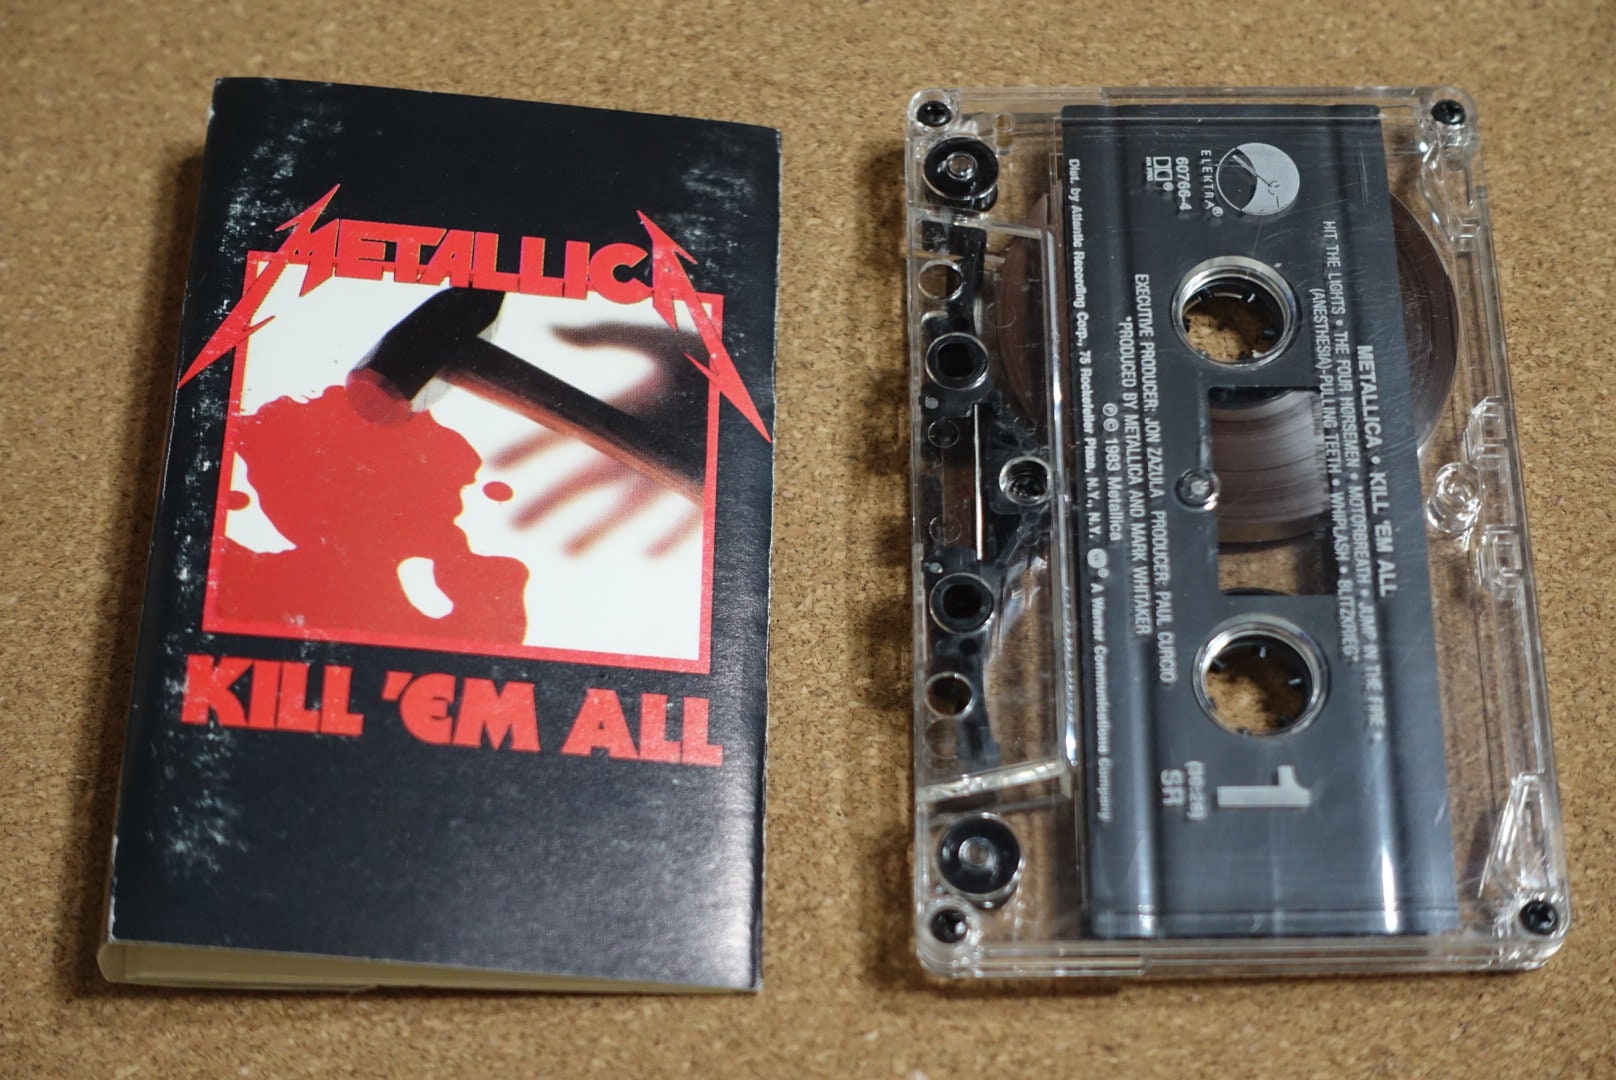 METALLICA
KILL 'EM ALL
ELEKTRA®
60766-4
METALLICA • KILL 'EM ALL
HIT THE LIGHTS • THE FOUR HORSEMEN • MOTORBREATH • JUMP IN THE FIRE •
(ANESTHESIA)-PULLING TEETH • WHIPLASH • BLITZKRIEG*
EXECUTIVE PRODUCER: JON ZAZULA PRODUCER: PAUL CURCIO
*PRODUCED BY METALLICA AND MARK WHITAKER
℗© 1983 Metallica
Dist. by Atlantic Recording Corp., 75 Rockefeller Plaza, N.Y., N.Y. ® A Warner Communications Company
1
SR